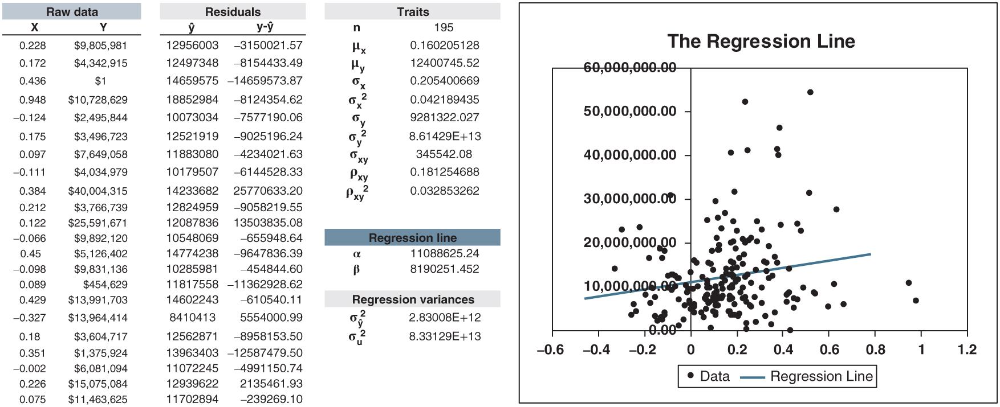 Raw data
X Y
0.228 $9,805,981
0.172 $4,342,915
0.436 $1
0.948 $10,728,629
−0.124 $2,495,844
0.175 $3,496,723
0.097 $7,649,058
−0.111 $4,034,979
0.384 $40,004,315
0.212 $3,766,739
0.122 $25,591,671
−0.066 $9,892,120
0.45 $5,126,402
−0.098 $9,831,136
0.089 $454,629
0.429 $13,991,703
−0.327 $13,964,414
0.18 $3,604,717
0.351 $1,375,924
−0.002 $6,081,094
0.226 $15,075,084
0.075 $11,463,625
Residuals
ŷ y-ŷ
12956003 −3150021.57
12497348 −8154433.49
14659575 −14659573.87
18852984 −8124354.62
10073034 −7577190.06
12521919 −9025196.24
11883080 −4234021.63
10179507 −6144528.33
14233682 25770633.20
12824959 −9058219.55
12087836 13503835.08
10548069 −655948.64
14774238 −9647836.39
10285981 −454844.60
11817558 −11362928.62
14602243 −610540.11
8410413 5554000.99
12562871 −8958153.50
13963403 −12587479.50
11072245 −4991150.74
12939622 2135461.93
11702894 −239269.10
Traits
n 195
μx 0.160205128
μy 12400745.52
σx 0.205400669
σx² 0.042189435
σy 9281322.027
σy² 8.61429E+13
σxy 345542.08
ρxy 0.181254688
ρxy² 0.032853262
Regression line
α 11088625.24
β 8190251.452
Regression variances
σŷ² 2.83008E+12
σu² 8.33129E+13
The Regression Line
60,000,000.00
50,000,000.00
40,000,000.00
30,000,000.00
20,000,000.00
10,000,000.00
0.00
−0.6 −0.4 −0.2 0 0.2 0.4 0.6 0.8 1 1.2
Data Regression Line